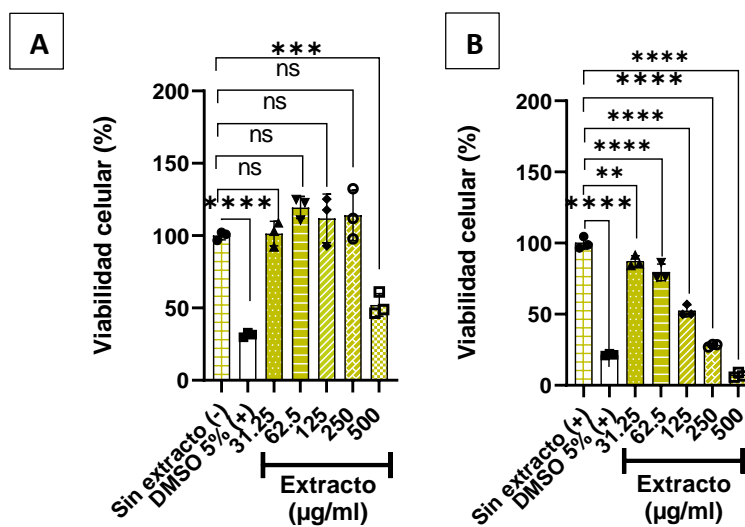 A
***
ns
ns
ns
ns
****
Viabilidad celular (%)
200
150
100
50
0
Sin extracto (-)
DMSO 5% (+)
31.25
62.5
125
250
500
Extracto
(µg/ml)
B
****
****
****
****
**
****
Viabilidad celular (%)
200
150
100
50
0
Sin extracto (+)
DMSO 5% (+)
31.25
62.5
125
250
500
Extracto
(µg/ml)